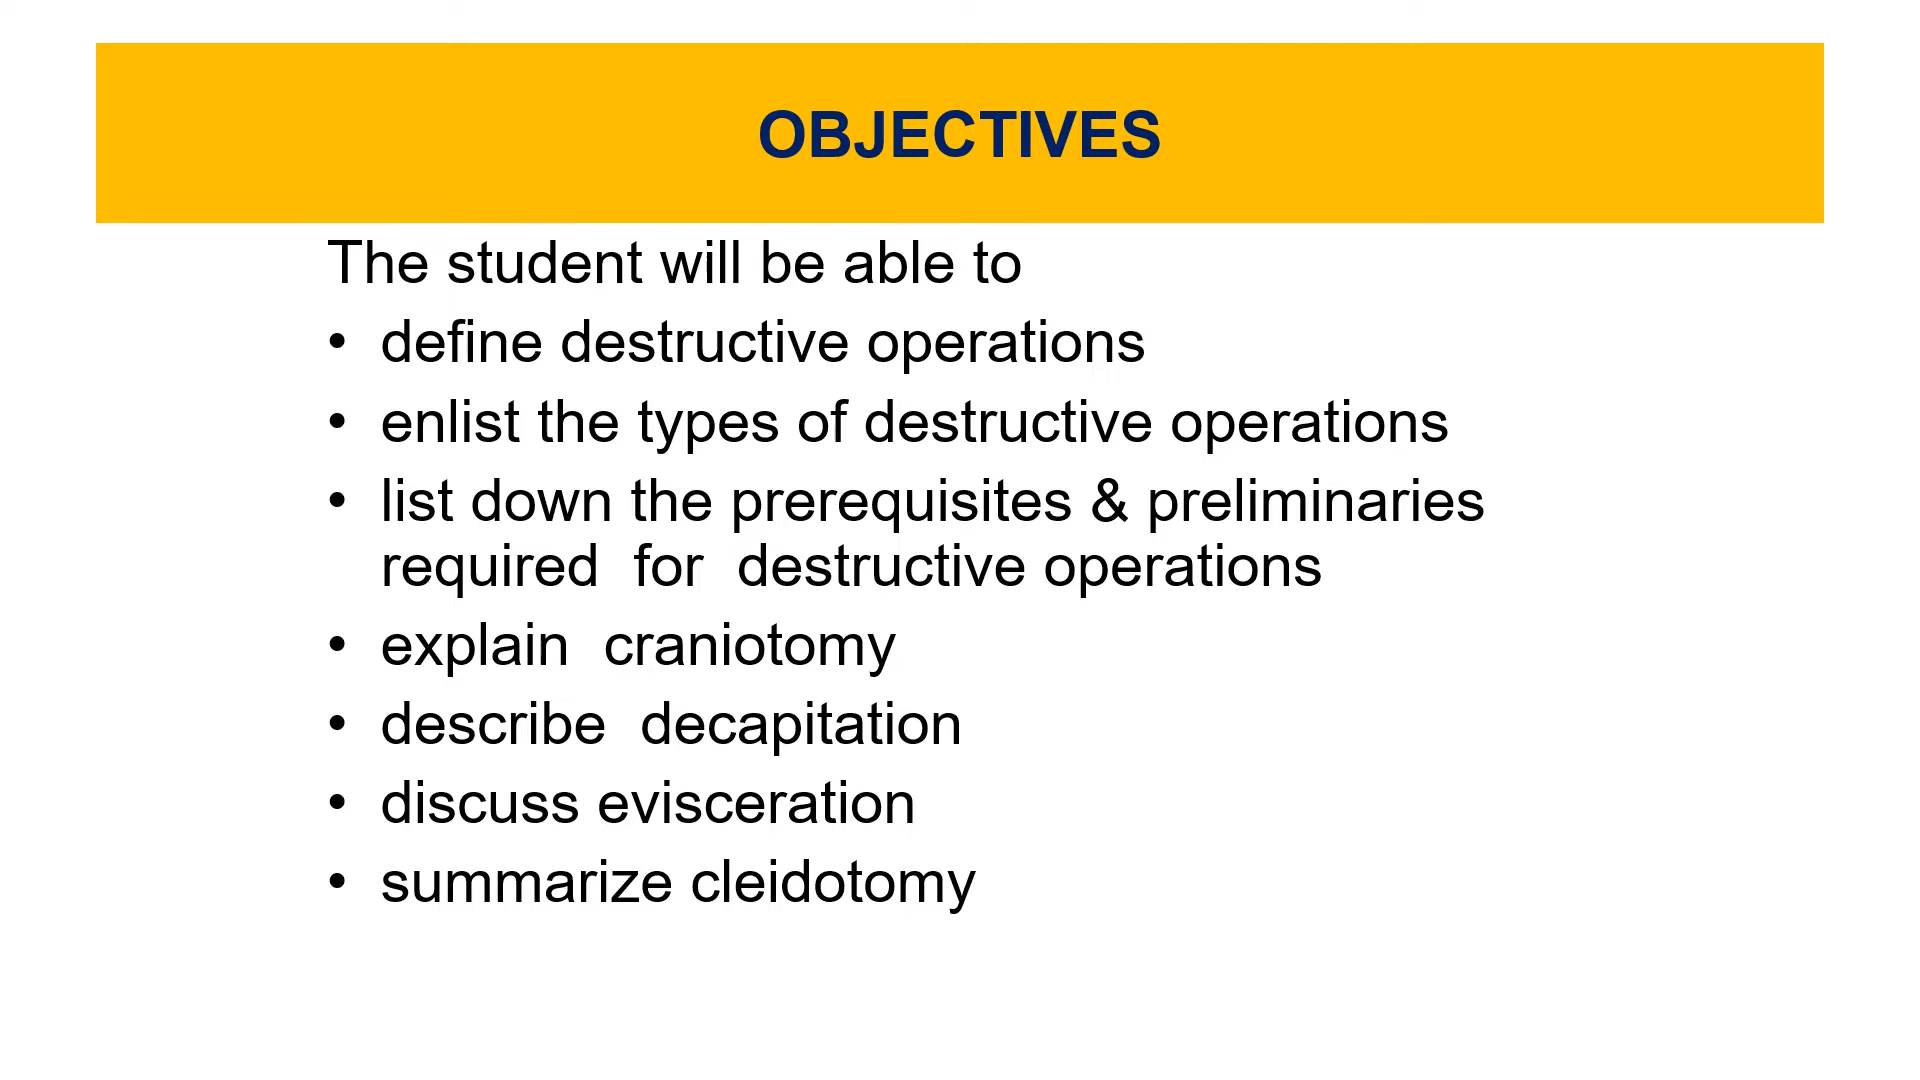 OBJECTIVES
The student will be able to
• define destructive operations
• enlist the types of destructive operations
• list down the prerequisites & preliminaries
required for destructive operations
• explain craniotomy
• describe decapitation
• discuss evisceration
• summarize cleidotomy